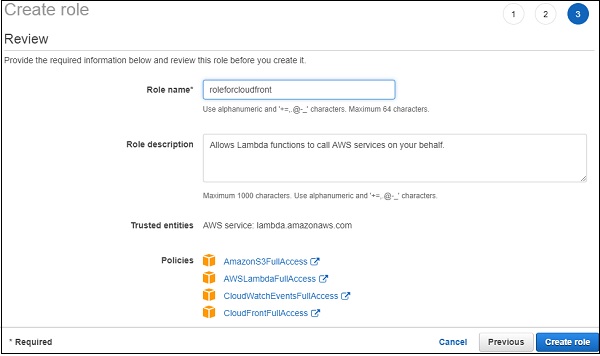 Create role
1 2 3
Review
Provide the required information below and review this role before you create it.
Role name* roleforcloudfront
Use alphanumeric and '+=,.@-_' characters. Maximum 64 characters.
Role description Allows Lambda functions to call AWS services on your behalf.
Maximum 1000 characters. Use alphanumeric and '+=,.@-_' characters.
Trusted entities AWS service: lambda.amazonaws.com
Policies AmazonS3FullAccess
AWSLambdaFullAccess
CloudWatchEventsFullAccess
CloudFrontFullAccess
* Required Cancel Previous Create role